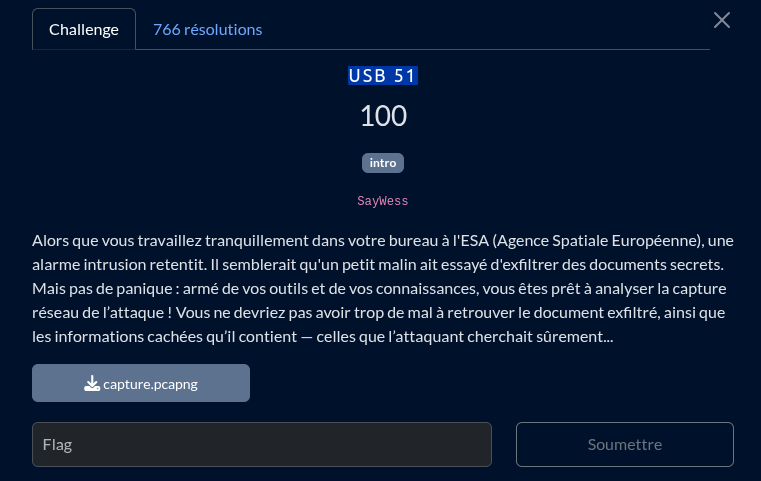 Challenge
766 résolutions
USB 51
100
intro
SayWess
Alors que vous travaillez tranquillement dans votre bureau à l'ESA (Agence Spatiale Européenne), une
alarme intrusion retentit. Il semblerait qu'un petit malin ait essayé d'exfiltrer des documents secrets.
Mais pas de panique : armé de vos outils et de vos connaissances, vous êtes prêt à analyser la capture
réseau de l’attaque ! Vous ne devriez pas avoir trop de mal à retrouver le document exfiltré, ainsi que
les informations cachées qu’il contient — celles que l’attaquant cherchait sûrement...
capture.pcapng
Flag
Soumettre